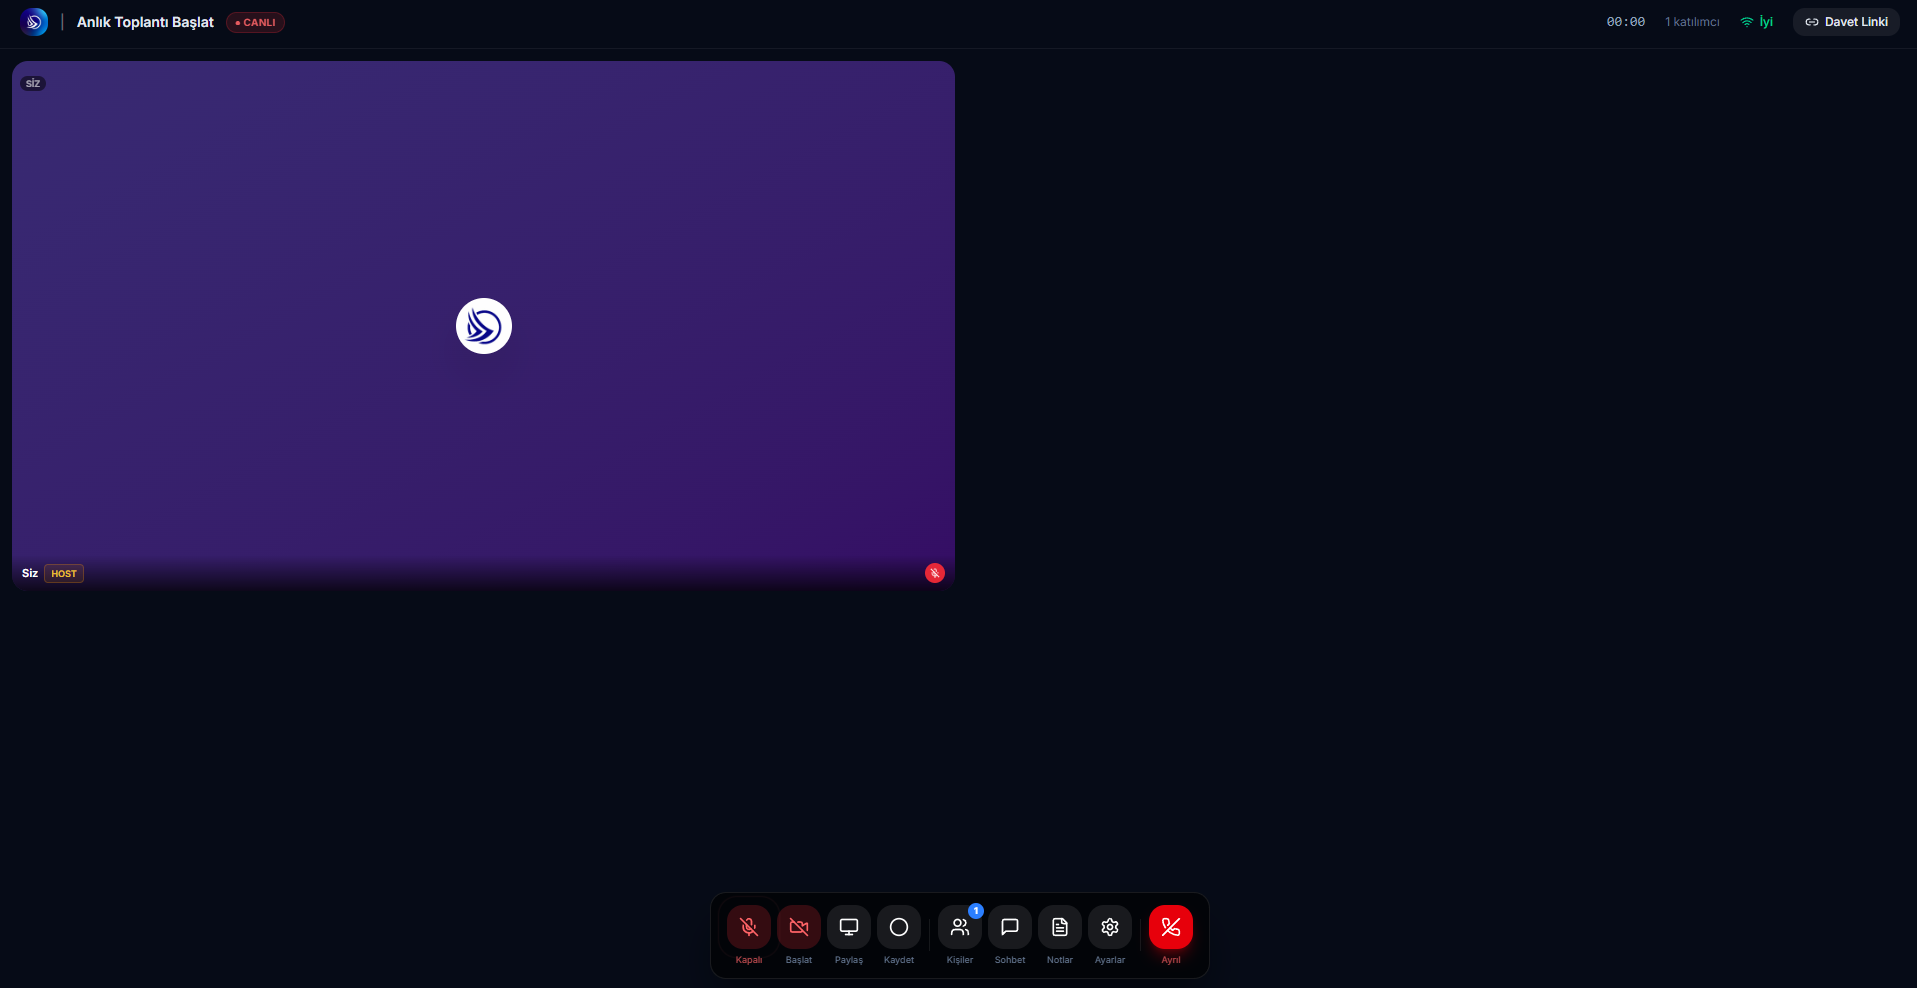 Anlık Toplantı Başlat
CANLI
00:00
1 katılımcı
İyi
Davet Linki
SİZ
Siz
HOST
1
Kapalı
Başlat
Paylaş
Kaydet
Kişiler
Sohbet
Notlar
Ayarlar
Ayrıl